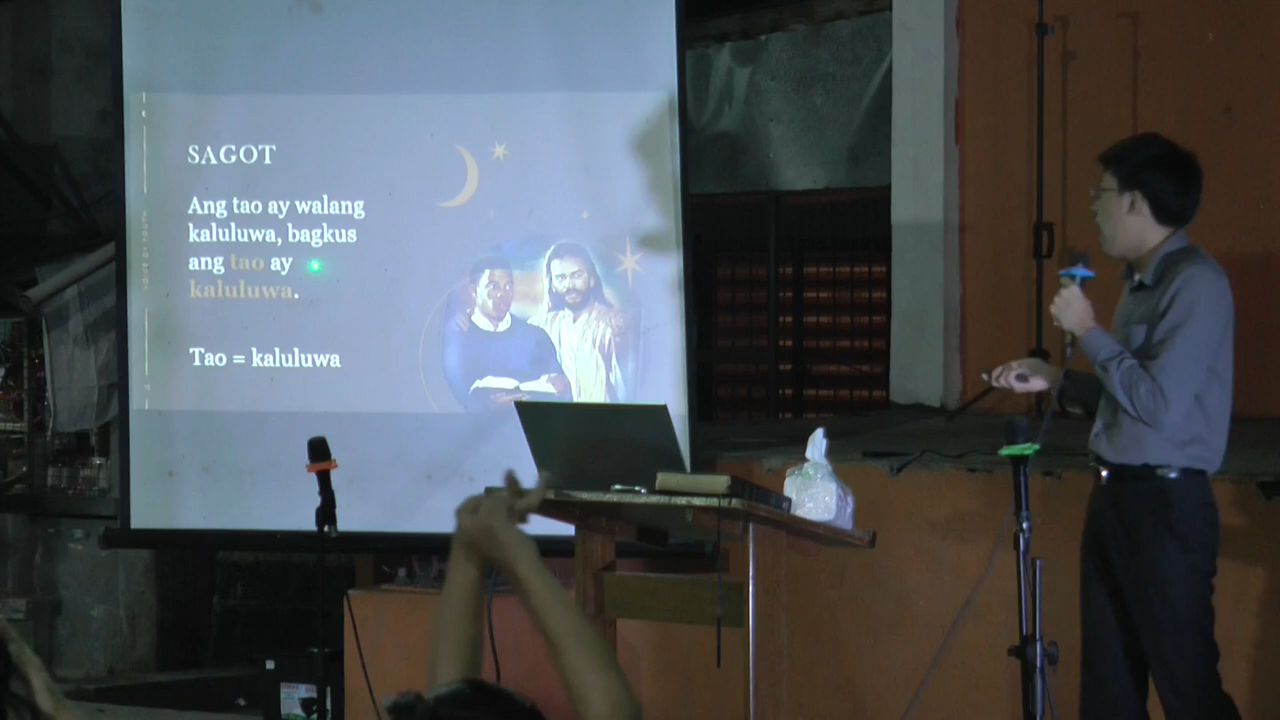 SAGOT
Ang tao ay walang
kaluluwa, bagkus
ang tao ay
kaluluwa.
Tao = kaluluwa